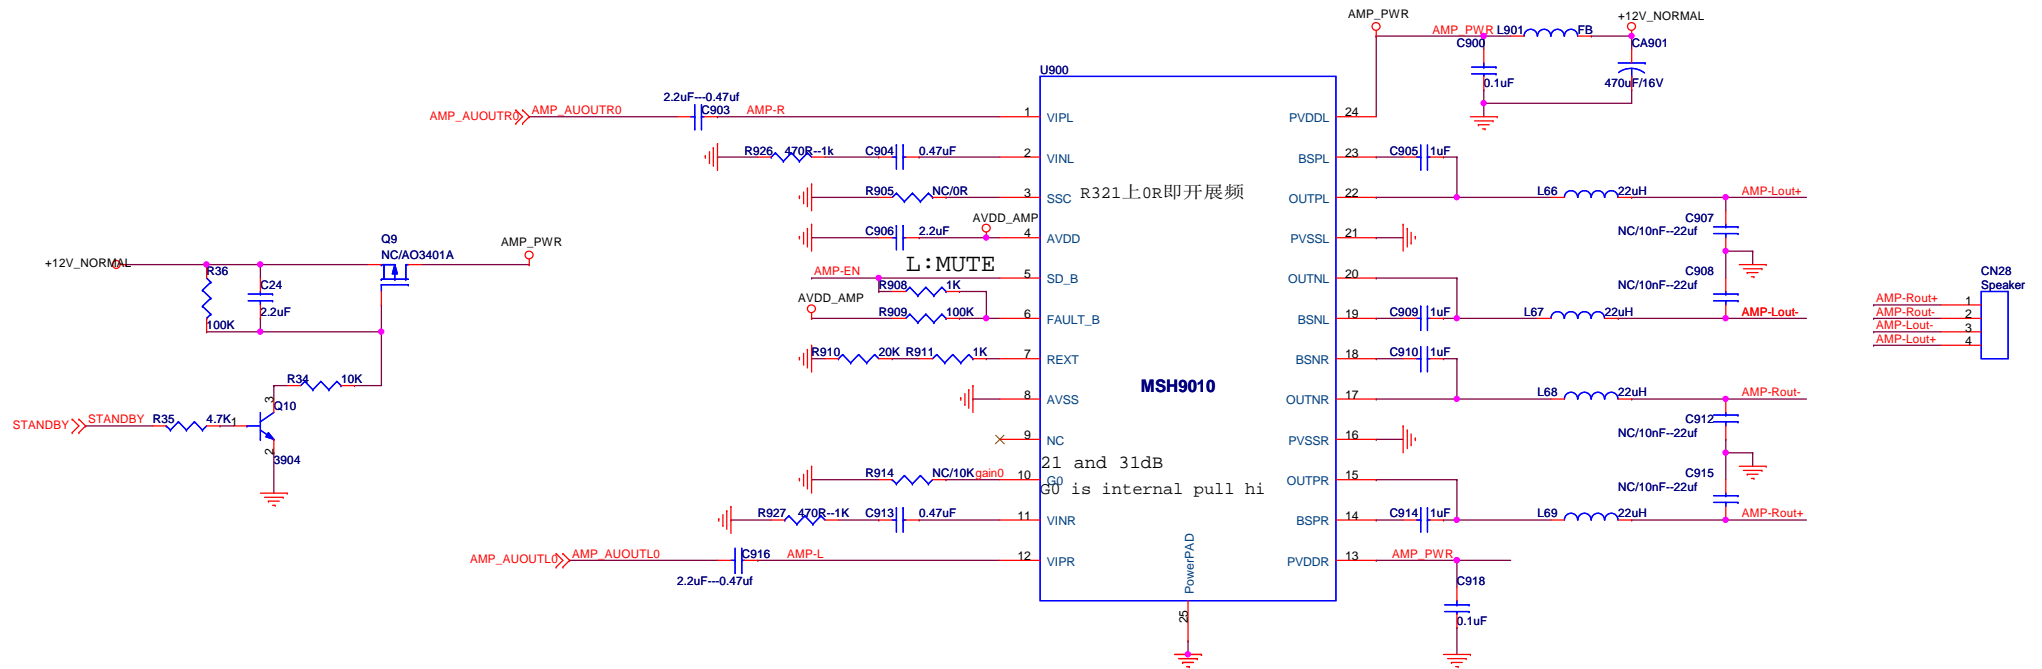 AMP_PWR
+12V_NORMAL
AMP_PWR
L901
FB
C900
CA901
0.1uF
470uF/16V
U900
2.2uF---0.47uf
C903
AMP_AUOUTR0
AMP_AUOUTR0
AMP-R
1
VIPL
PVDDL
24
R926
470R--1k
C904
0.47uF
2
VINL
BSPL
23
C905
1uF
R905
NC/0R
3
SSC
R321上0R即开展频
OUTPL
22
L66
22uH
AMP-Lout+
AVDD_AMP
C906
2.2uF
4
AVDD
PVSSL
21
C907
NC/10nF--22uf
Q9
NC/AO3401A
AMP_PWR
+12V_NORMAL
L:MUTE
AMP-EN
5
SD_B
OUTNL
20
C908
NC/10nF--22uf
R36
C24
2.2uF
100K
R908
1K
AVDD_AMP
R909
100K
6
FAULT_B
BSNL
19
C909
1uF
L67
22uH
AMP-Lout-
CN28
Speaker
AMP-Rout+
1
AMP-Rout-
2
AMP-Lout-
3
AMP-Lout+
4
R910
20K
R911
1K
7
REXT
BSNR
18
C910
1uF
MSH9010
R34
10K
8
AVSS
OUTNR
17
L68
22uH
AMP-Rout-
3
Q10
STANDBY
STANDBY
R35
4.7K
1
2
3904
9
NC
PVSSR
16
C912
NC/10nF--22uf
21 and 31dB
R914
NC/10K
gain0
10
G0
OUTPR
15
C915
NC/10nF--22uf
G0 is internal pull hi
R927
470R--1K
C913
0.47uF
11
VINR
BSPR
14
C914
1uF
L69
22uH
AMP-Rout+
AMP_AUOUTL0
AMP_AUOUTL0
C916
AMP-L
2.2uF---0.47uf
12
VIPR
PVDDR
13
AMP_PWR
PowerPAD
25
C918
0.1uF